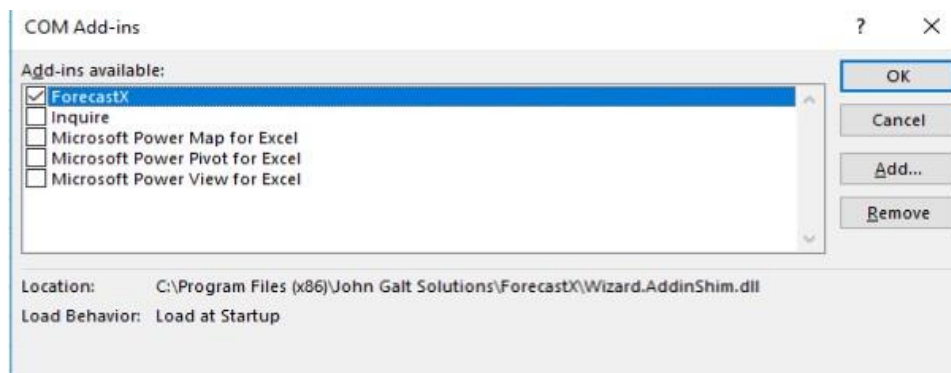 COM Add-ins
? ×
Add-ins available:
OK
ForecastX
Inquire
Cancel
Microsoft Power Map for Excel
Microsoft Power Pivot for Excel
Add...
Microsoft Power View for Excel
Remove
Location: C:\Program Files (x86)\John Galt Solutions\ForecastX\Wizard.AddinShim.dll
Load Behavior: Load at Startup